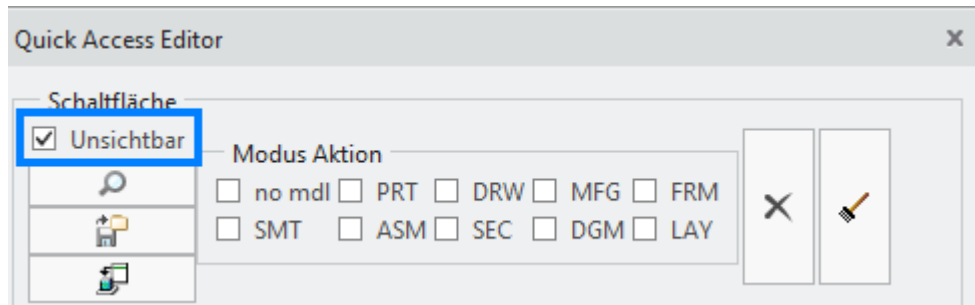 Quick Access Editor
Schaltfläche
Unsichtbar
Modus Aktion
no mdl PRT DRW MFG FRM
SMT ASM SEC DGM LAY